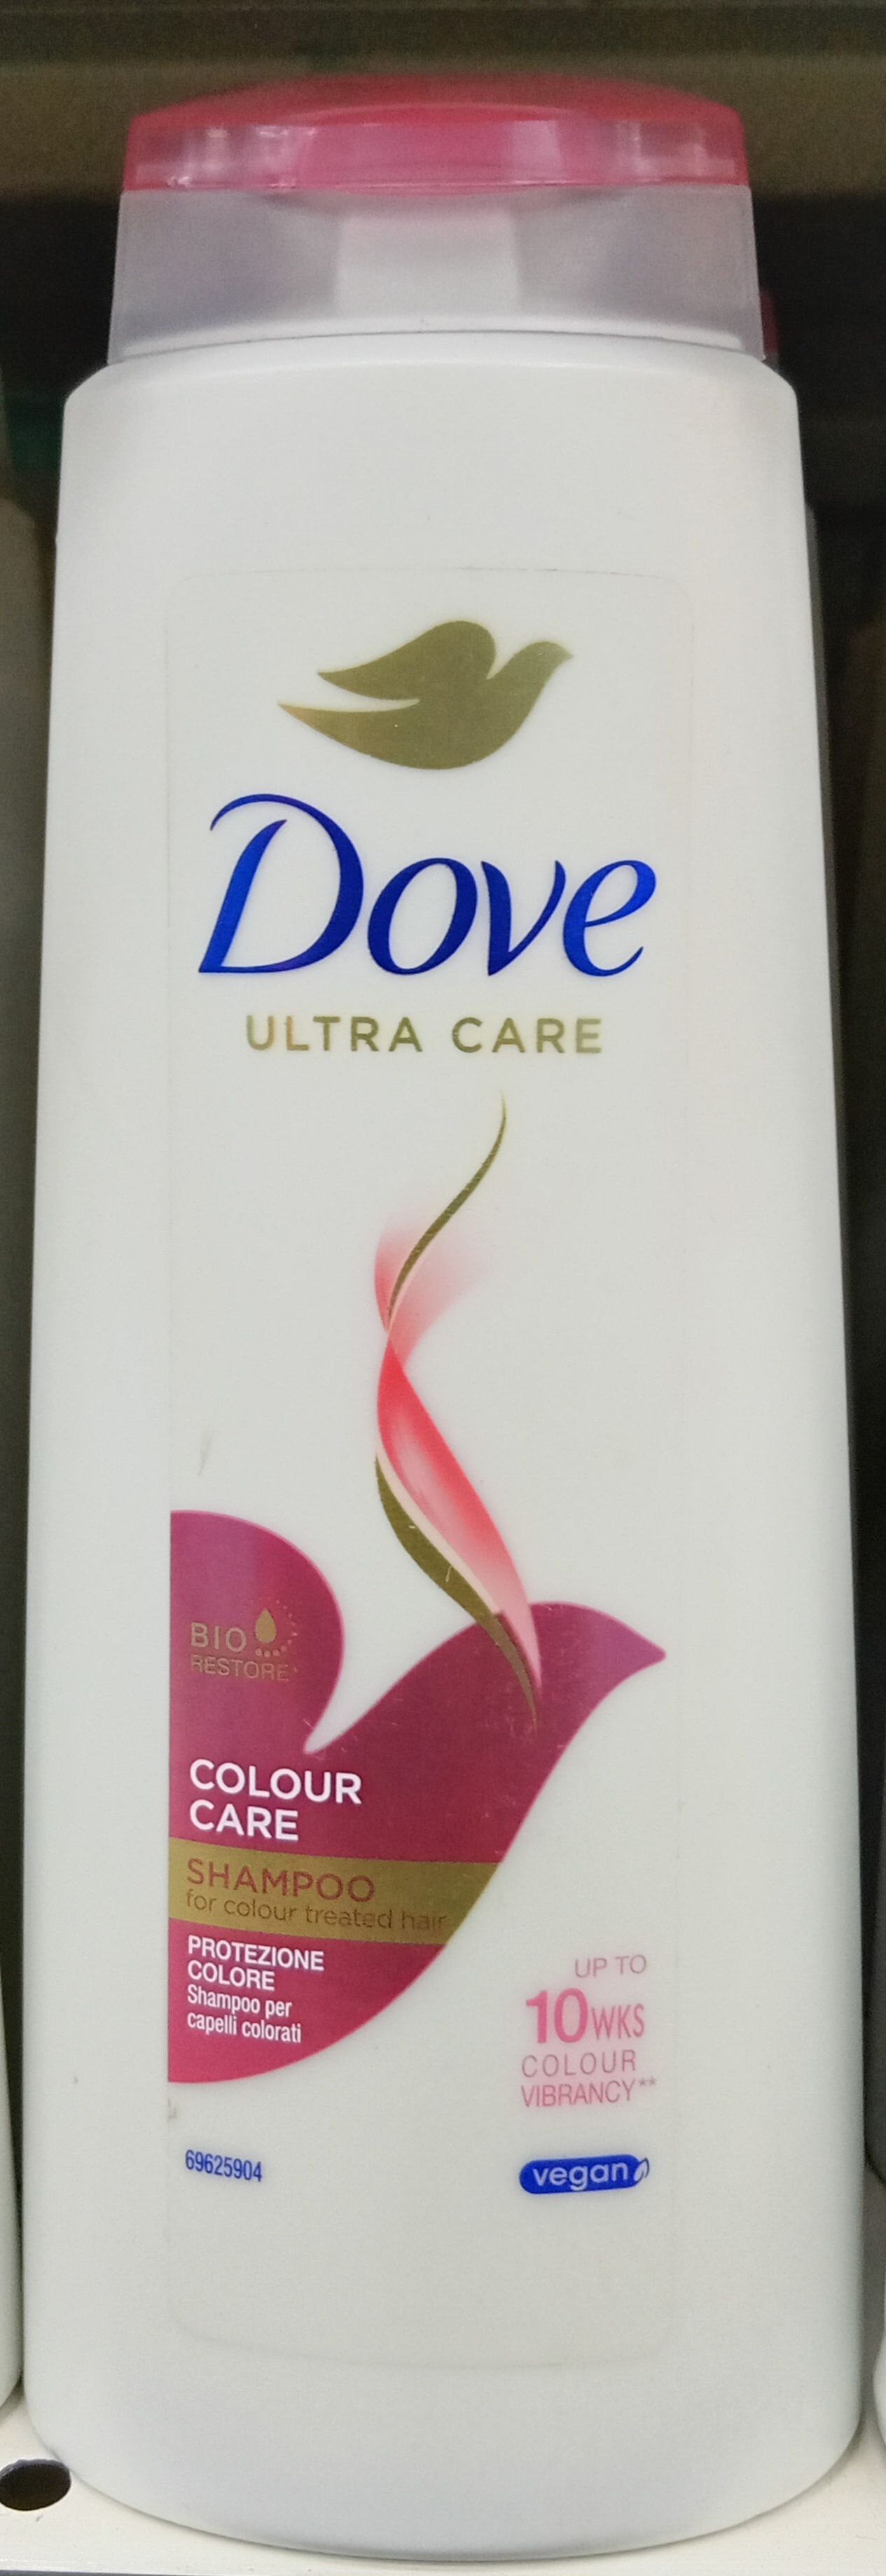 Dove
ULTRA CARE
BIO
RESTORE
COLOUR
CARE
SHAMPOO
for colour treated hair
PROTEZIONE
COLORE
Shampoo per
capelli colorati
UP TO
10WKS
COLOUR
VIBRANCY**
69625904
vegan